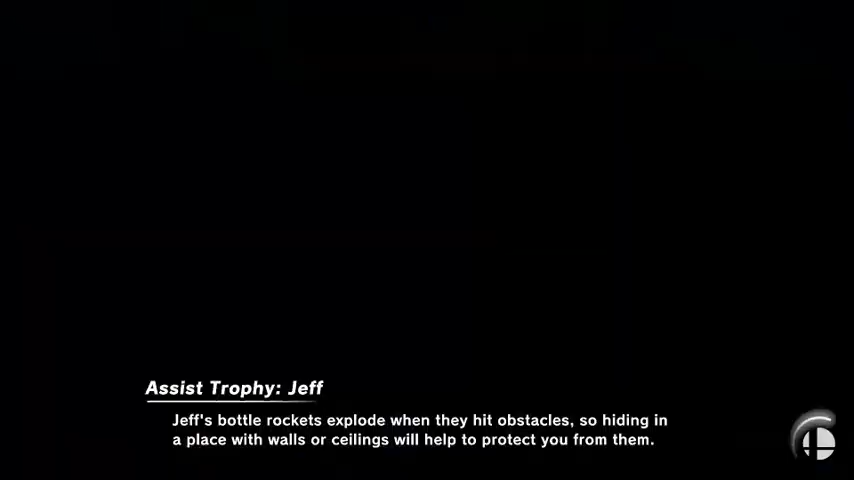 Assist Trophy: Jeff
Jeff's bottle rockets explode when they hit obstacles, so hiding in
a place with walls or ceilings will help to protect you from them.